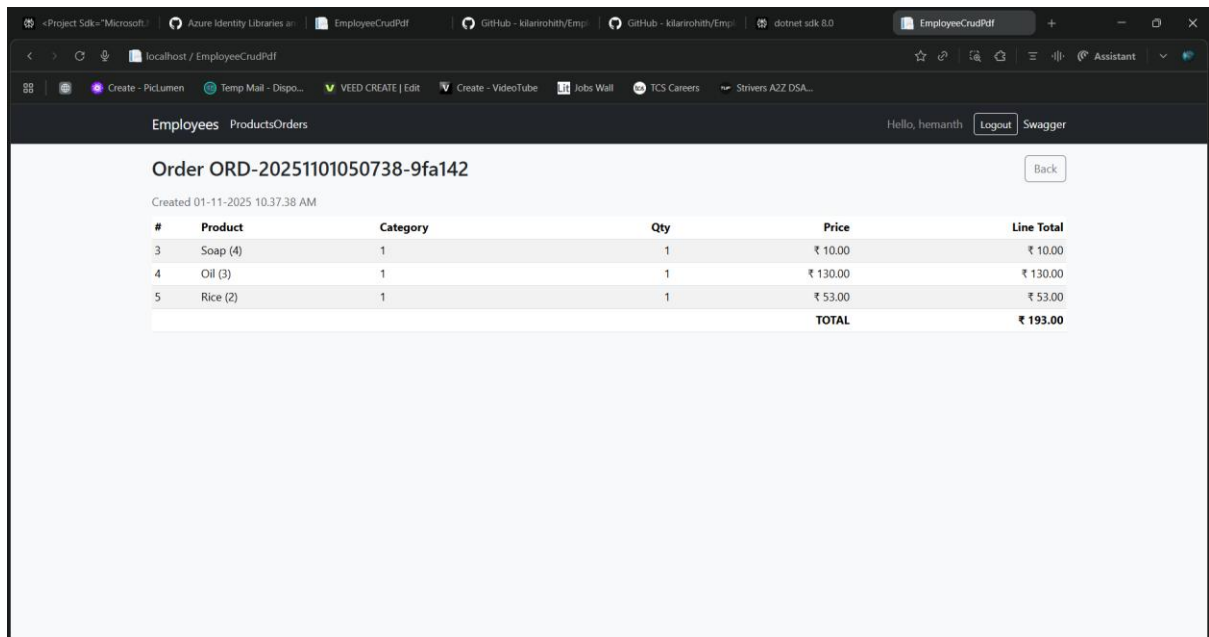 <Project Sdk="Microsoft.
Azure Identity Libraries an
EmployeeCrudPdf
GitHub - kilarirohith/Empl
GitHub - kilarirohith/Empl
dotnet sdk 8.0
EmployeeCrudPdf
localhost / EmployeeCrudPdf
Assistant
Create - PicLumen
Temp Mail - Dispo...
VEED CREATE | Edit
Create - VideoTube
Lit Jobs Wall
TCS Careers
Strivers A2Z DSA...
Employees ProductsOrders Hello, hemanth Logout Swagger
Order ORD-20251101050738-9fa142 Back
Created 01-11-2025 10.37.38 AM
# Product Category Qty Price Line Total
3 Soap (4) 1 1 ₹ 10.00 ₹ 10.00
4 Oil (3) 1 1 ₹ 130.00 ₹ 130.00
5 Rice (2) 1 1 ₹ 53.00 ₹ 53.00
TOTAL ₹ 193.00